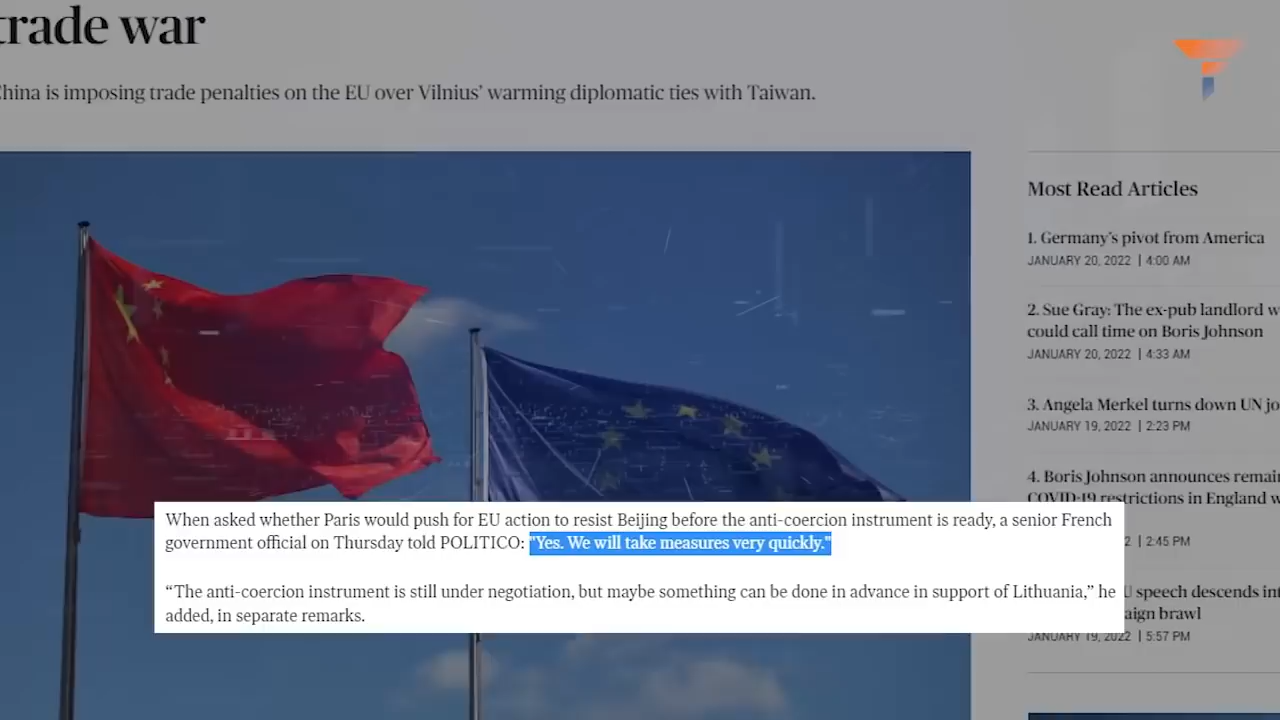 trade war
China is imposing trade penalties on the EU over Vilnius’ warming diplomatic ties with Taiwan.
Most Read Articles
1. Germany’s pivot from America
JANUARY 20, 2022 | 4:00 AM
2. Sue Gray: The ex-pub landlord w
could call time on Boris Johnson
JANUARY 20, 2022 | 4:33 AM
3. Angela Merkel turns down UN jo
JANUARY 19, 2022 | 2:23 PM
4. Boris Johnson announces remain
COVID-19 restrictions in England w
2 | 2:45 PM
U speech descends int
aign brawl
JANUARY 19, 2022 | 5:57 PM
When asked whether Paris would push for EU action to resist Beijing before the anti-coercion instrument is ready, a senior French
government official on Thursday told POLITICO: "Yes. We will take measures very quickly."
“The anti-coercion instrument is still under negotiation, but maybe something can be done in advance in support of Lithuania,” he
added, in separate remarks.